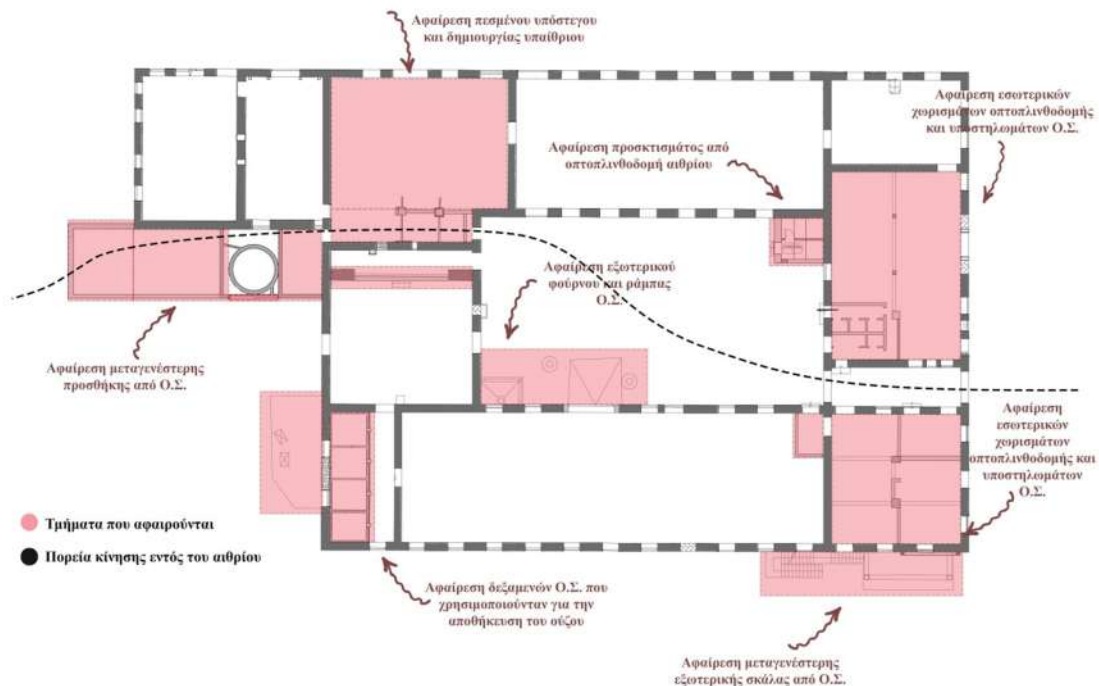 Αφαίρεση πεσμένου υπόστεγου
και δημιουργίας υπαίθριου
Αφαίρεση εσωτερικών
χωρισμάτων οπτοπλινθοδομής
και υποστηλωμάτων Ο.Σ.
Αφαίρεση προσκτισμάτος από
οπτοπλινθοδομή αιθρίου
Αφαίρεση εξωτερικού
φούρνου και ράμπας
Ο.Σ.
Αφαίρεση μεταγενέστερης
προσθήκης από Ο.Σ.
Αφαίρεση
εσωτερικών
χωρισμάτων
οπτοπλινθοδομής και
υποστηλωμάτων
Ο.Σ.
Τμήματα που αφαιρούνται
Πορεία κίνησης εντός του αιθρίου
Αφαίρεση δεξαμενών Ο.Σ. που
χρησιμοποιούνταν για την
αποθήκευση του ούζου
Αφαίρεση μεταγενέστερης
εξωτερικής σκάλας από Ο.Σ.